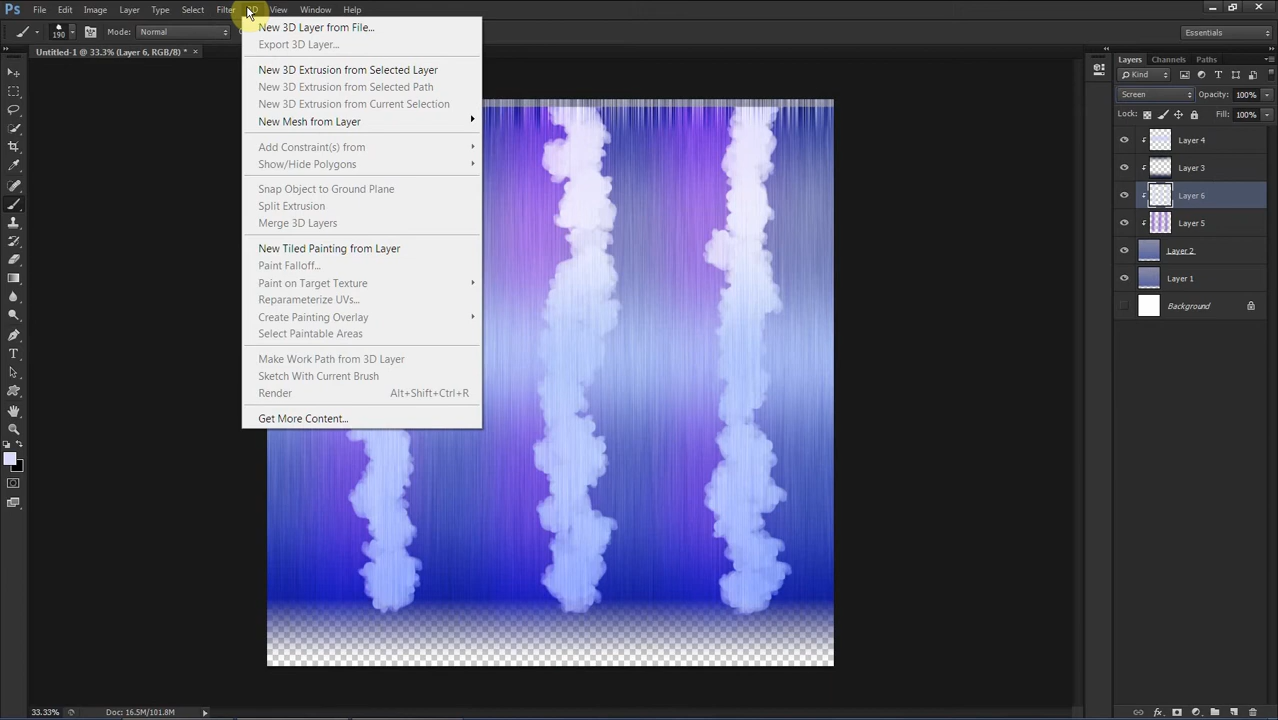 Ps File Edit Image Layer Type Select Filter 3D View Window Help
190 Mode: Normal Essentials
Untitled-1 @ 33.3% (Layer 6, RGB/8) *
New 3D Layer from File...
Export 3D Layer...
New 3D Extrusion from Selected Layer
New 3D Extrusion from Selected Path
New 3D Extrusion from Current Selection
New Mesh from Layer
Add Constraint(s) from
Show/Hide Polygons
Snap Object to Ground Plane
Split Extrusion
Merge 3D Layers
New Tiled Painting from Layer
Paint Falloff...
Paint on Target Texture
Reparameterize UVs...
Create Painting Overlay
Select Paintable Areas
Make Work Path from 3D Layer
Sketch With Current Brush
Render Alt+Shift+Ctrl+R
Get More Content...
Layers Channels Paths
Kind
Screen Opacity: 100%
Lock: Fill: 100%
Layer 4
Layer 3
Layer 6
Layer 5
Layer 2
Layer 1
Background
33.33% Doc: 16.5M/101.8M